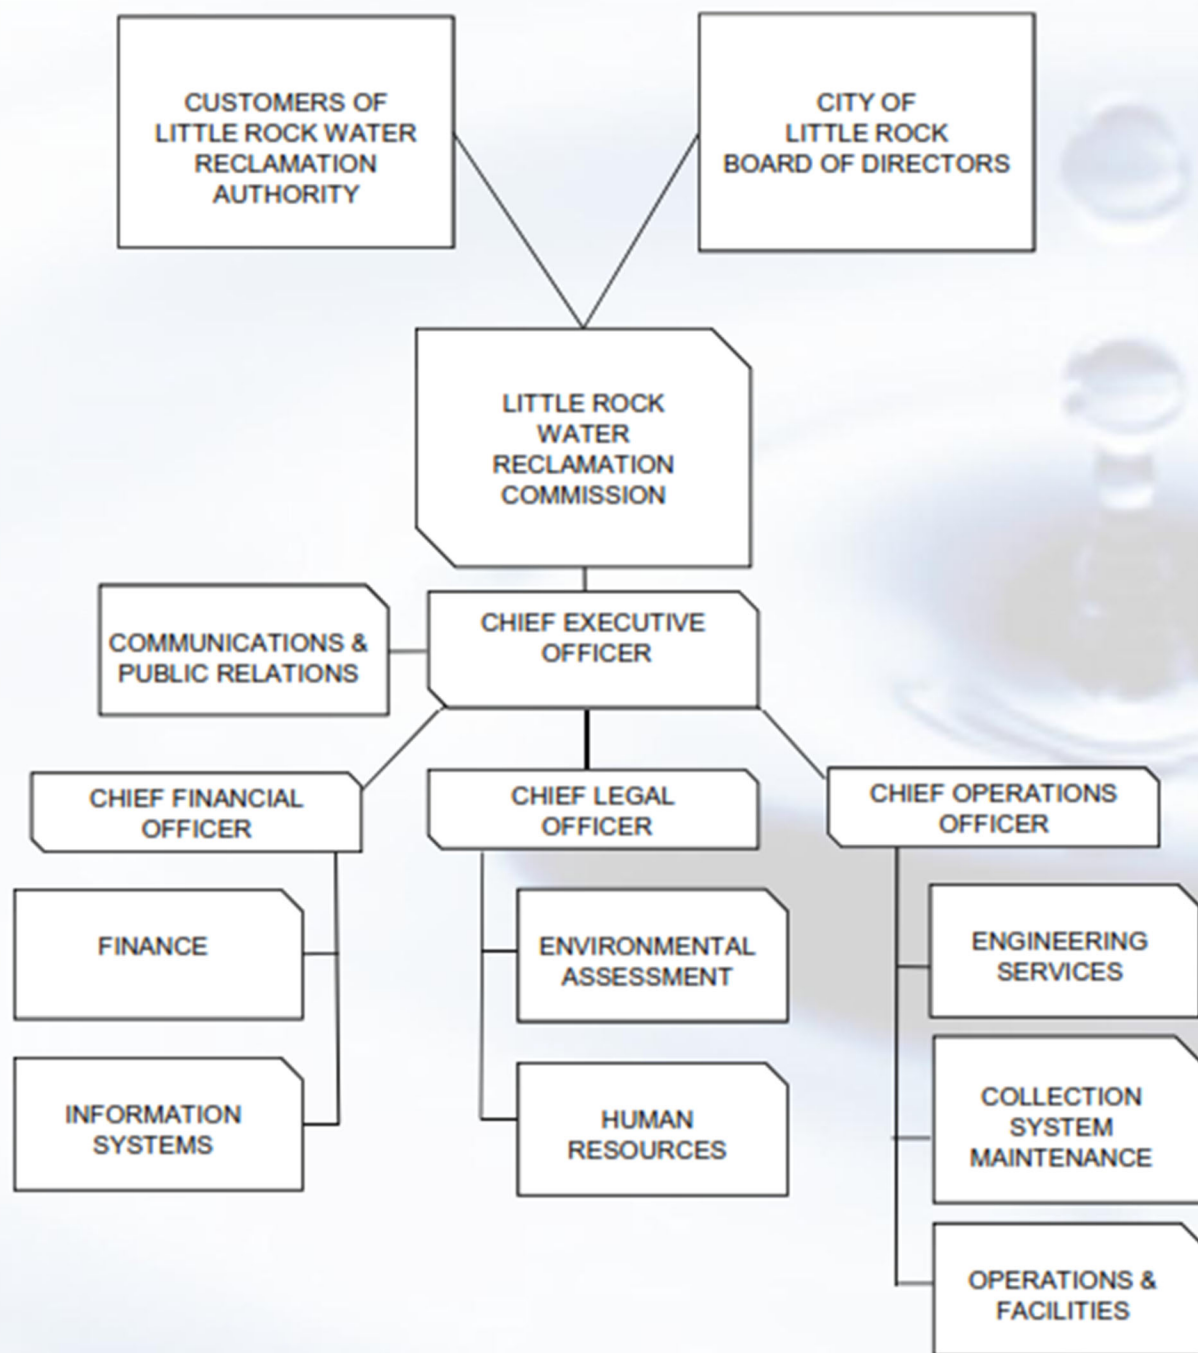 CUSTOMERS OF
LITTLE ROCK WATER
RECLAMATION
AUTHORITY
CITY OF
LITTLE ROCK
BOARD OF DIRECTORS
LITTLE ROCK
WATER
RECLAMATION
COMMISSION
COMMUNICATIONS &
PUBLIC RELATIONS
CHIEF EXECUTIVE
OFFICER
CHIEF FINANCIAL
OFFICER
CHIEF LEGAL
OFFICER
CHIEF OPERATIONS
OFFICER
FINANCE
ENVIRONMENTAL
ASSESSMENT
ENGINEERING
SERVICES
INFORMATION
SYSTEMS
HUMAN
RESOURCES
COLLECTION
SYSTEM
MAINTENANCE
OPERATIONS &
FACILITIES